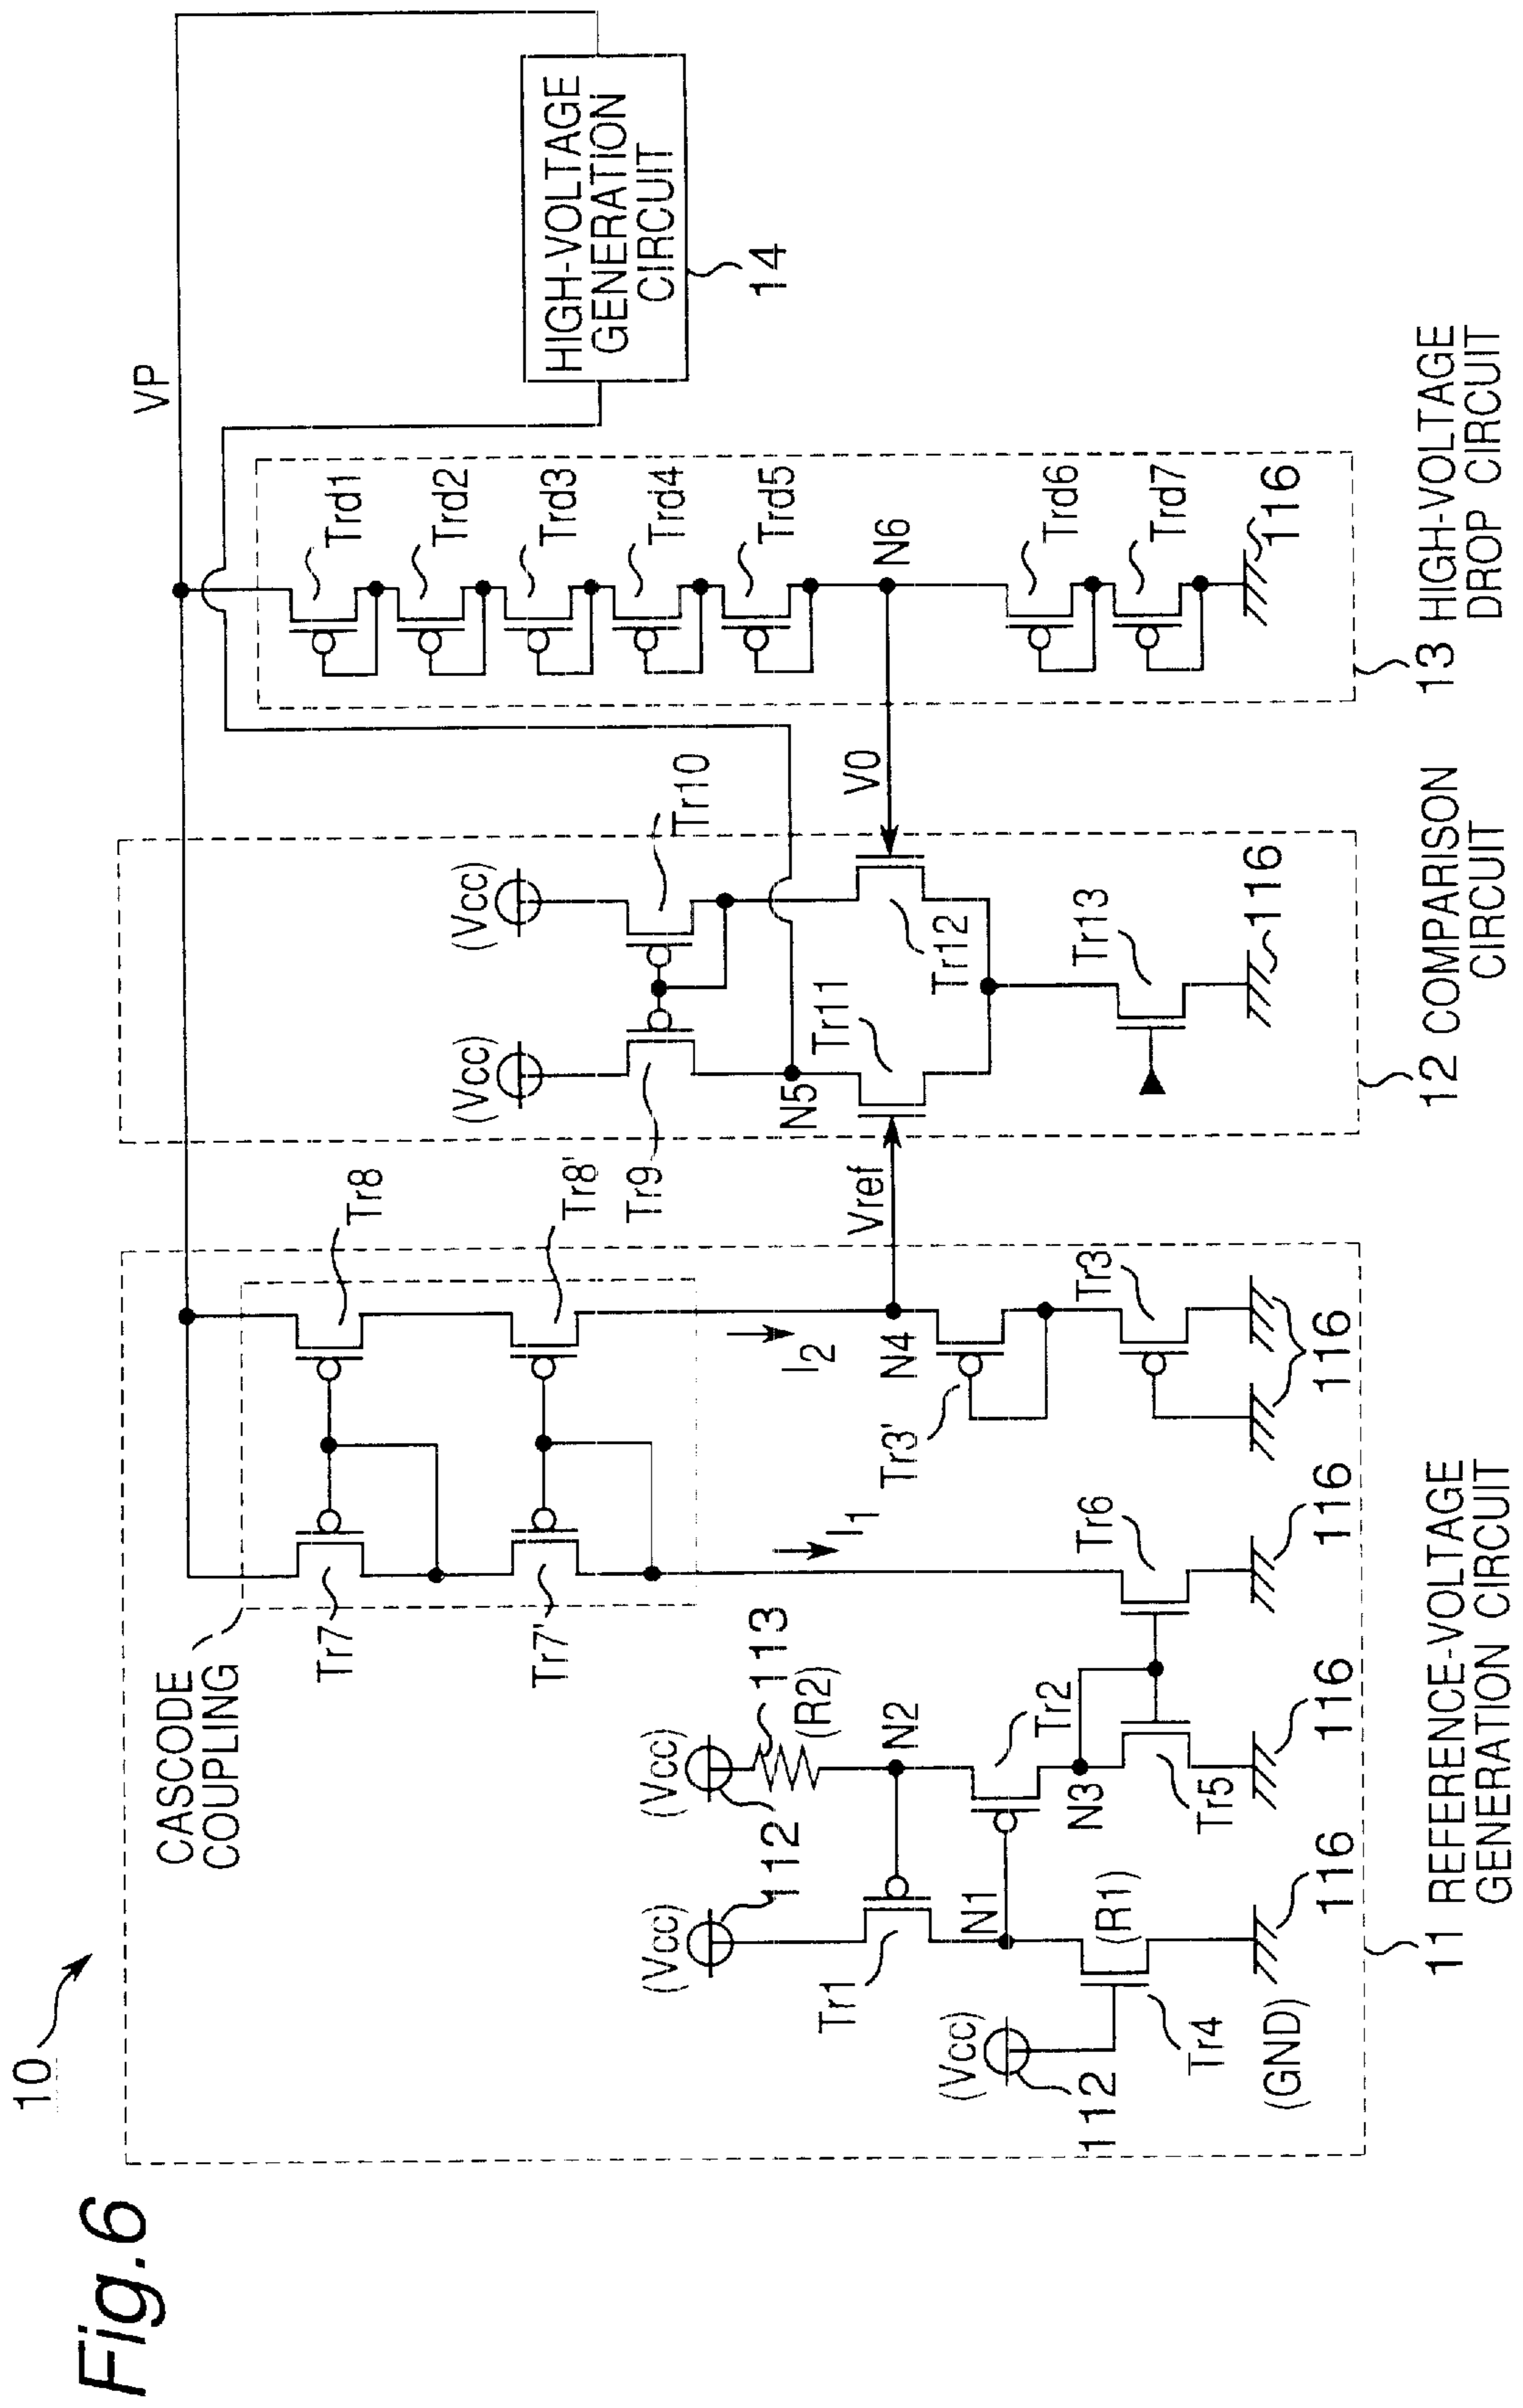 Fig.6
10
CASCODE
COUPLING
VP
HIGH-VOLTAGE
GENERATION
CIRCUIT
14
Tr7
Tr8
Tr7'
Tr8'
I1
I2
(Vcc)
112
Tr1
N1
(Vcc)
112
113
(R2)
N2
Tr2
N3
(Vcc)
112
Tr4
(R1)
(GND)
116
Tr5
116
Tr6
116
N4
Tr3'
Tr3
116
Vref
(Vcc)
(Vcc)
Tr9
Tr10
N5
Tr11
Tr12
Tr13
116
V0
Trd1
Trd2
Trd3
Trd4
Trd5
N6
Trd6
Trd7
116
11 REFERENCE-VOLTAGE
GENERATION CIRCUIT
12 COMPARISON
CIRCUIT
13 HIGH-VOLTAGE
DROP CIRCUIT